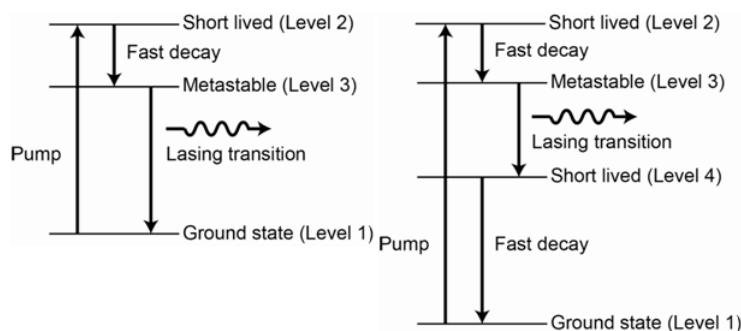 Short lived (Level 2)
Fast decay
Metastable (Level 3)
Pump
Lasing transition
Ground state (Level 1)
Short lived (Level 2)
Fast decay
Metastable (Level 3)
Lasing transition
Short lived (Level 4)
Pump
Fast decay
Ground state (Level 1)